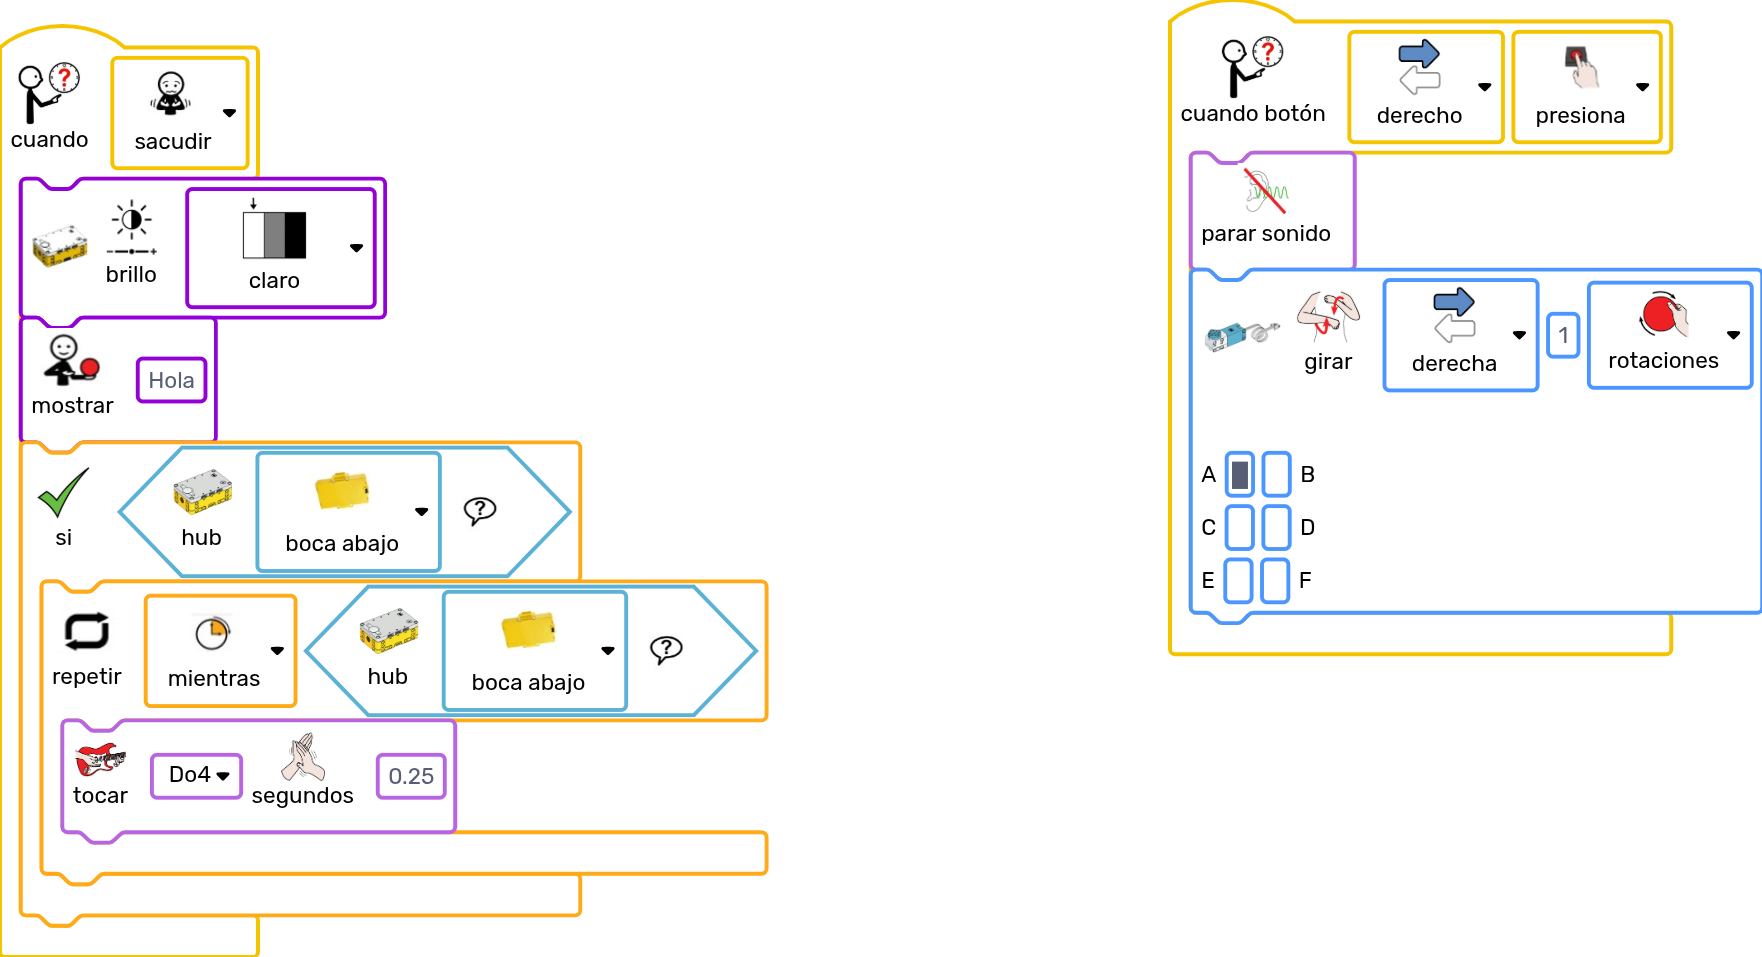 cuando
sacudir
brillo
claro
mostrar
Hola
si
hub
boca abajo
?
repetir
mientras
hub
boca abajo
?
tocar
Do4
segundos
0.25
cuando botón
derecho
presiona
parar sonido
girar
derecha
1
rotaciones
A B
C D
E F